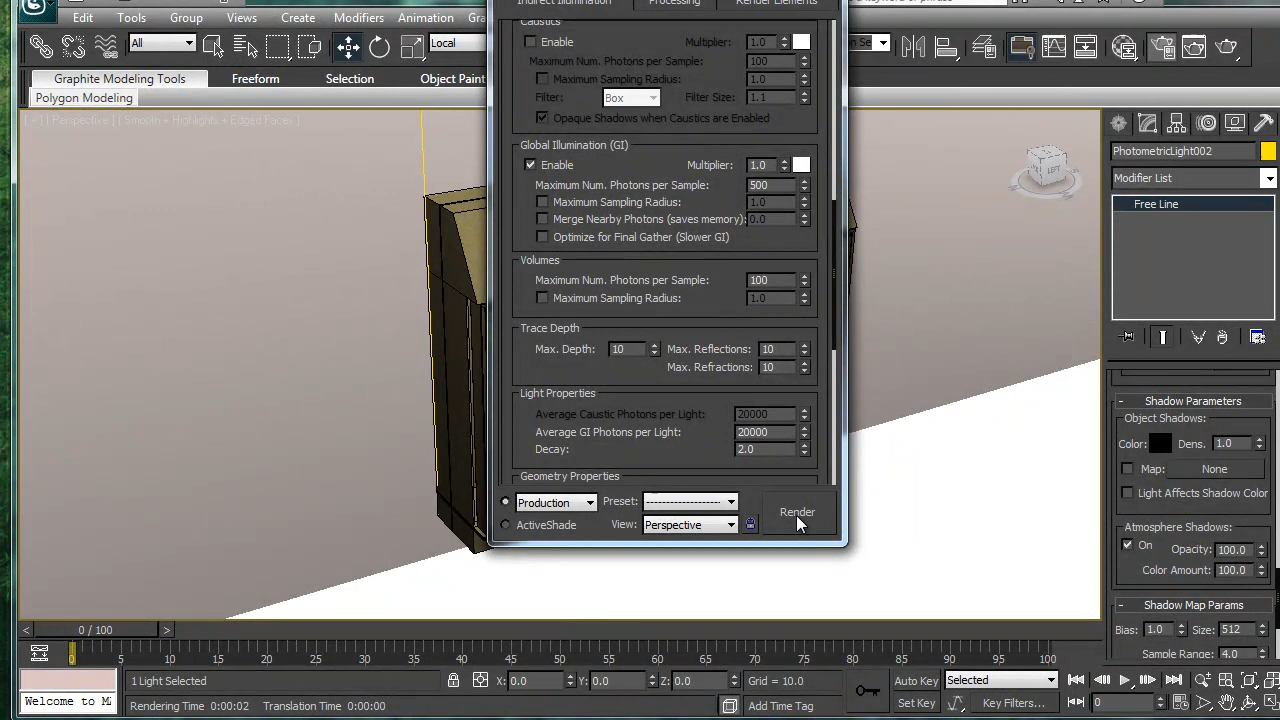 Edit Tools Group Views Create Modifiers Animation
All
Local
Graphite Modeling Tools Freeform Selection Object Paint
Polygon Modeling
[ + ] [ Perspective ] [ Smooth + Highlights + Edged Faces ]
Indirect Illumination Processing Render Elements
Caustics
Enable Multiplier: 1.0
Maximum Num. Photons per Sample: 100
Maximum Sampling Radius: 1.0
Filter: Box Filter Size: 1.1
Opaque Shadows when Caustics are Enabled
Global Illumination (GI)
Enable Multiplier: 1.0
Maximum Num. Photons per Sample: 500
Maximum Sampling Radius: 1.0
Merge Nearby Photons (saves memory): 0.0
Optimize for Final Gather (Slower GI)
Volumes
Maximum Num. Photons per Sample: 100
Maximum Sampling Radius: 1.0
Trace Depth
Max. Depth: 10 Max. Reflections: 10
Max. Refractions: 10
Light Properties
Average Caustic Photons per Light: 20000
Average GI Photons per Light: 20000
Decay: 2.0
Geometry Properties
Production Preset: --------------------
Render
ActiveShade View: Perspective
LEFT
PhotometricLight002
Modifier List
Free Line
- Shadow Parameters
Object Shadows:
Color: Dens. 1.0
Map: None
Light Affects Shadow Color
Atmosphere Shadows:
On Opacity: 100.0
Color Amount: 100.0
- Shadow Map Params
Bias: 1.0 Size: 512
Sample Range: 4.0
< 0 / 100 >
0 5 10 15 20 25 30 35 40 45 50 55 60 65 70 75 80 85 90 95 100
1 Light Selected X: 0.0 Y: 0.0 Z: 0.0 Grid = 10.0 Auto Key Selected
Welcome to M Rendering Time 0:00:02 Translation Time 0:00:00 Add Time Tag Set Key Key Filters... 0